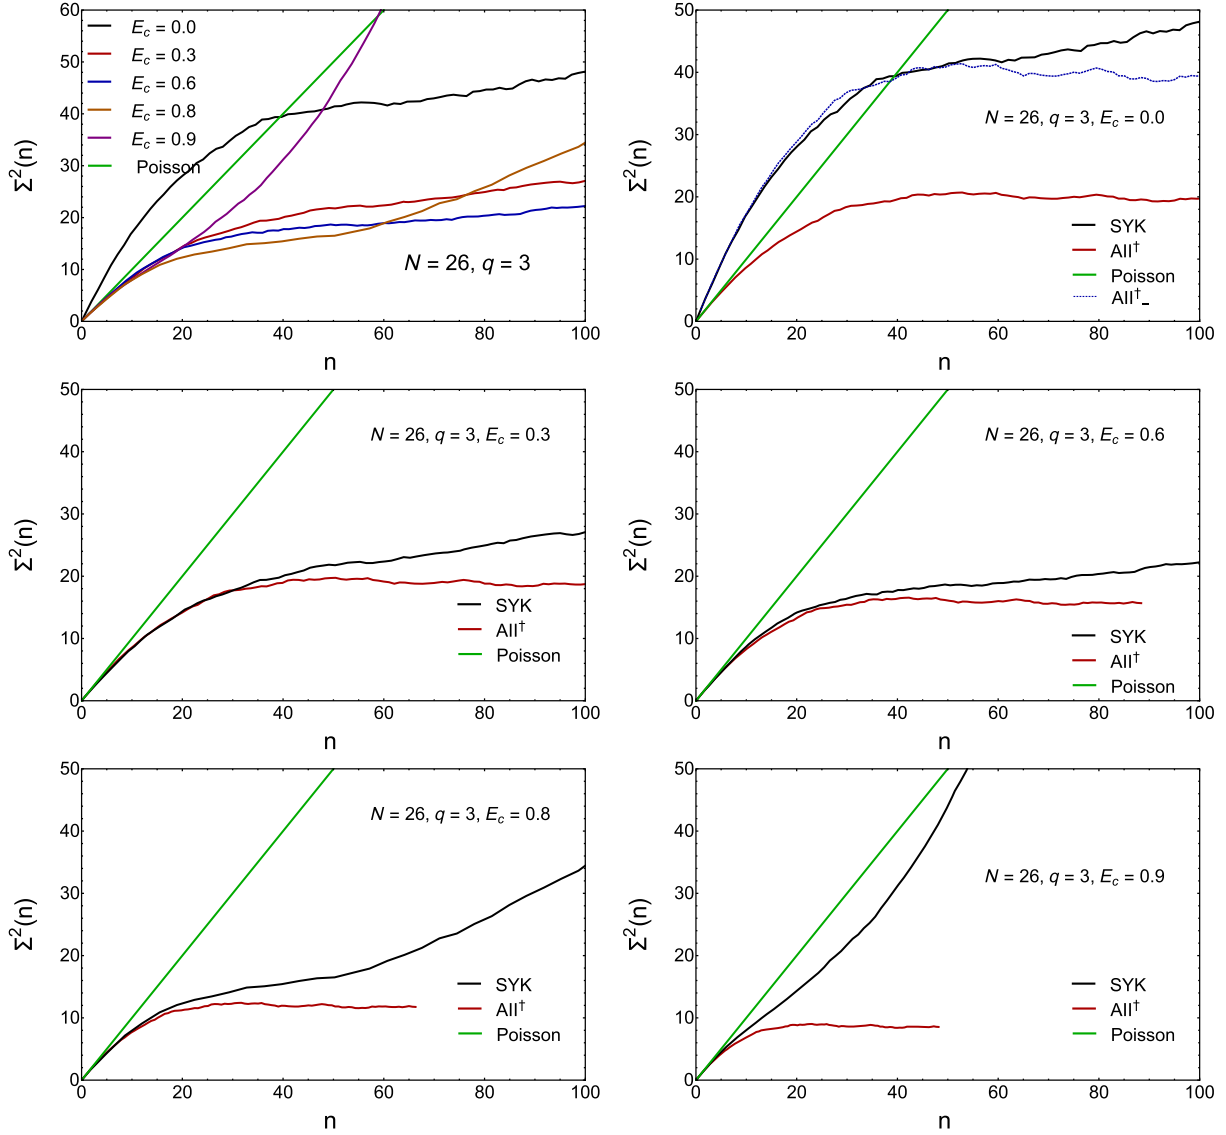 60
50
40
30
20
10
0
Σ²(n)
E_c = 0.0
E_c = 0.3
E_c = 0.6
E_c = 0.8
E_c = 0.9
Poisson
N = 26, q = 3
0 20 40 60 80 100
n
50
40
30
20
10
0
Σ²(n)
N = 26, q = 3, E_c = 0.0
SYK
AII†
Poisson
AII†_-
0 20 40 60 80 100
n
50
40
30
20
10
0
Σ²(n)
N = 26, q = 3, E_c = 0.3
SYK
AII†
Poisson
0 20 40 60 80 100
n
50
40
30
20
10
0
Σ²(n)
N = 26, q = 3, E_c = 0.6
SYK
AII†
Poisson
0 20 40 60 80 100
n
50
40
30
20
10
0
Σ²(n)
N = 26, q = 3, E_c = 0.8
SYK
AII†
Poisson
0 20 40 60 80 100
n
50
40
30
20
10
0
Σ²(n)
N = 26, q = 3, E_c = 0.9
SYK
AII†
Poisson
0 20 40 60 80 100
n